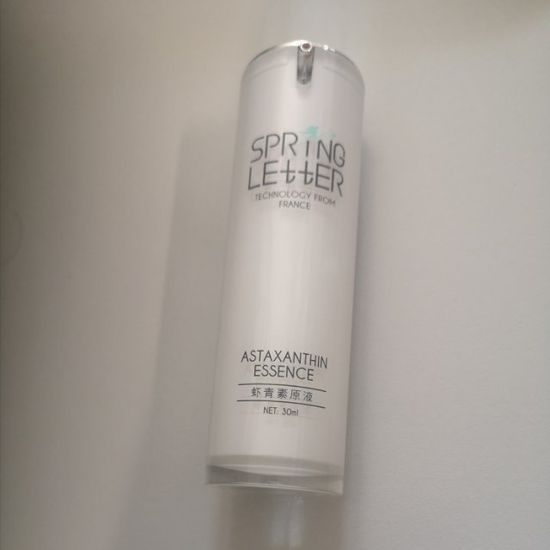 SPRiNG
LEttER
TECHNOLOGY FROM
FRANCE
ASTAXANTHIN
ESSENCE
虾青素原液
NET: 30ml